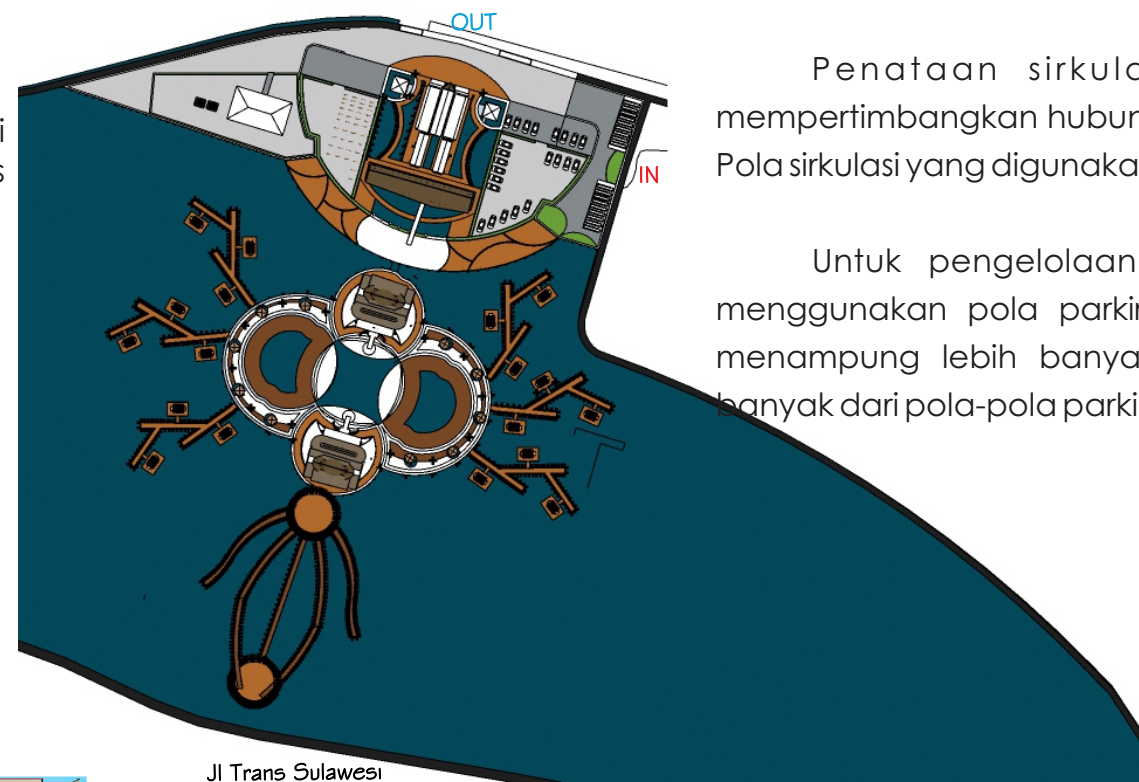 OUT
i
s
IN
Penataan sirkula
mempertimbangkan hubun
Pola sirkulasi yang digunaka
Untuk pengelolaan
menggunakan pola parkir
menampung lebih banya
banyak dari pola-pola parki
Jl Trans Sulawesi